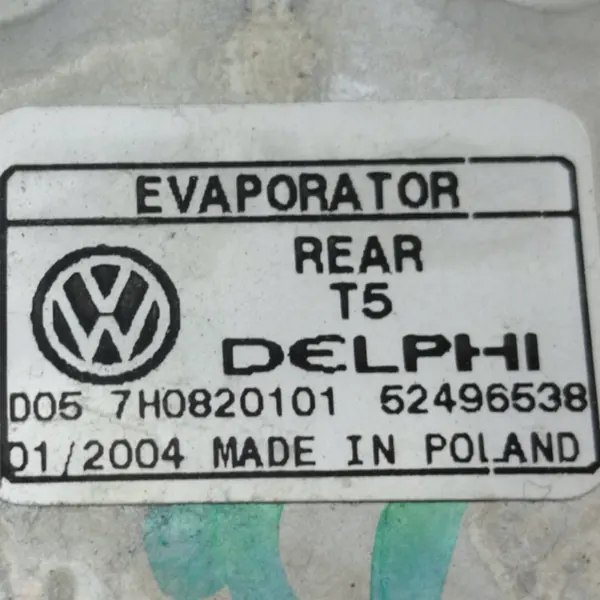 EVAPORATOR
REAR
T5
DELPHI
D05 7H0820101 52496538
01/2004 MADE IN POLAND